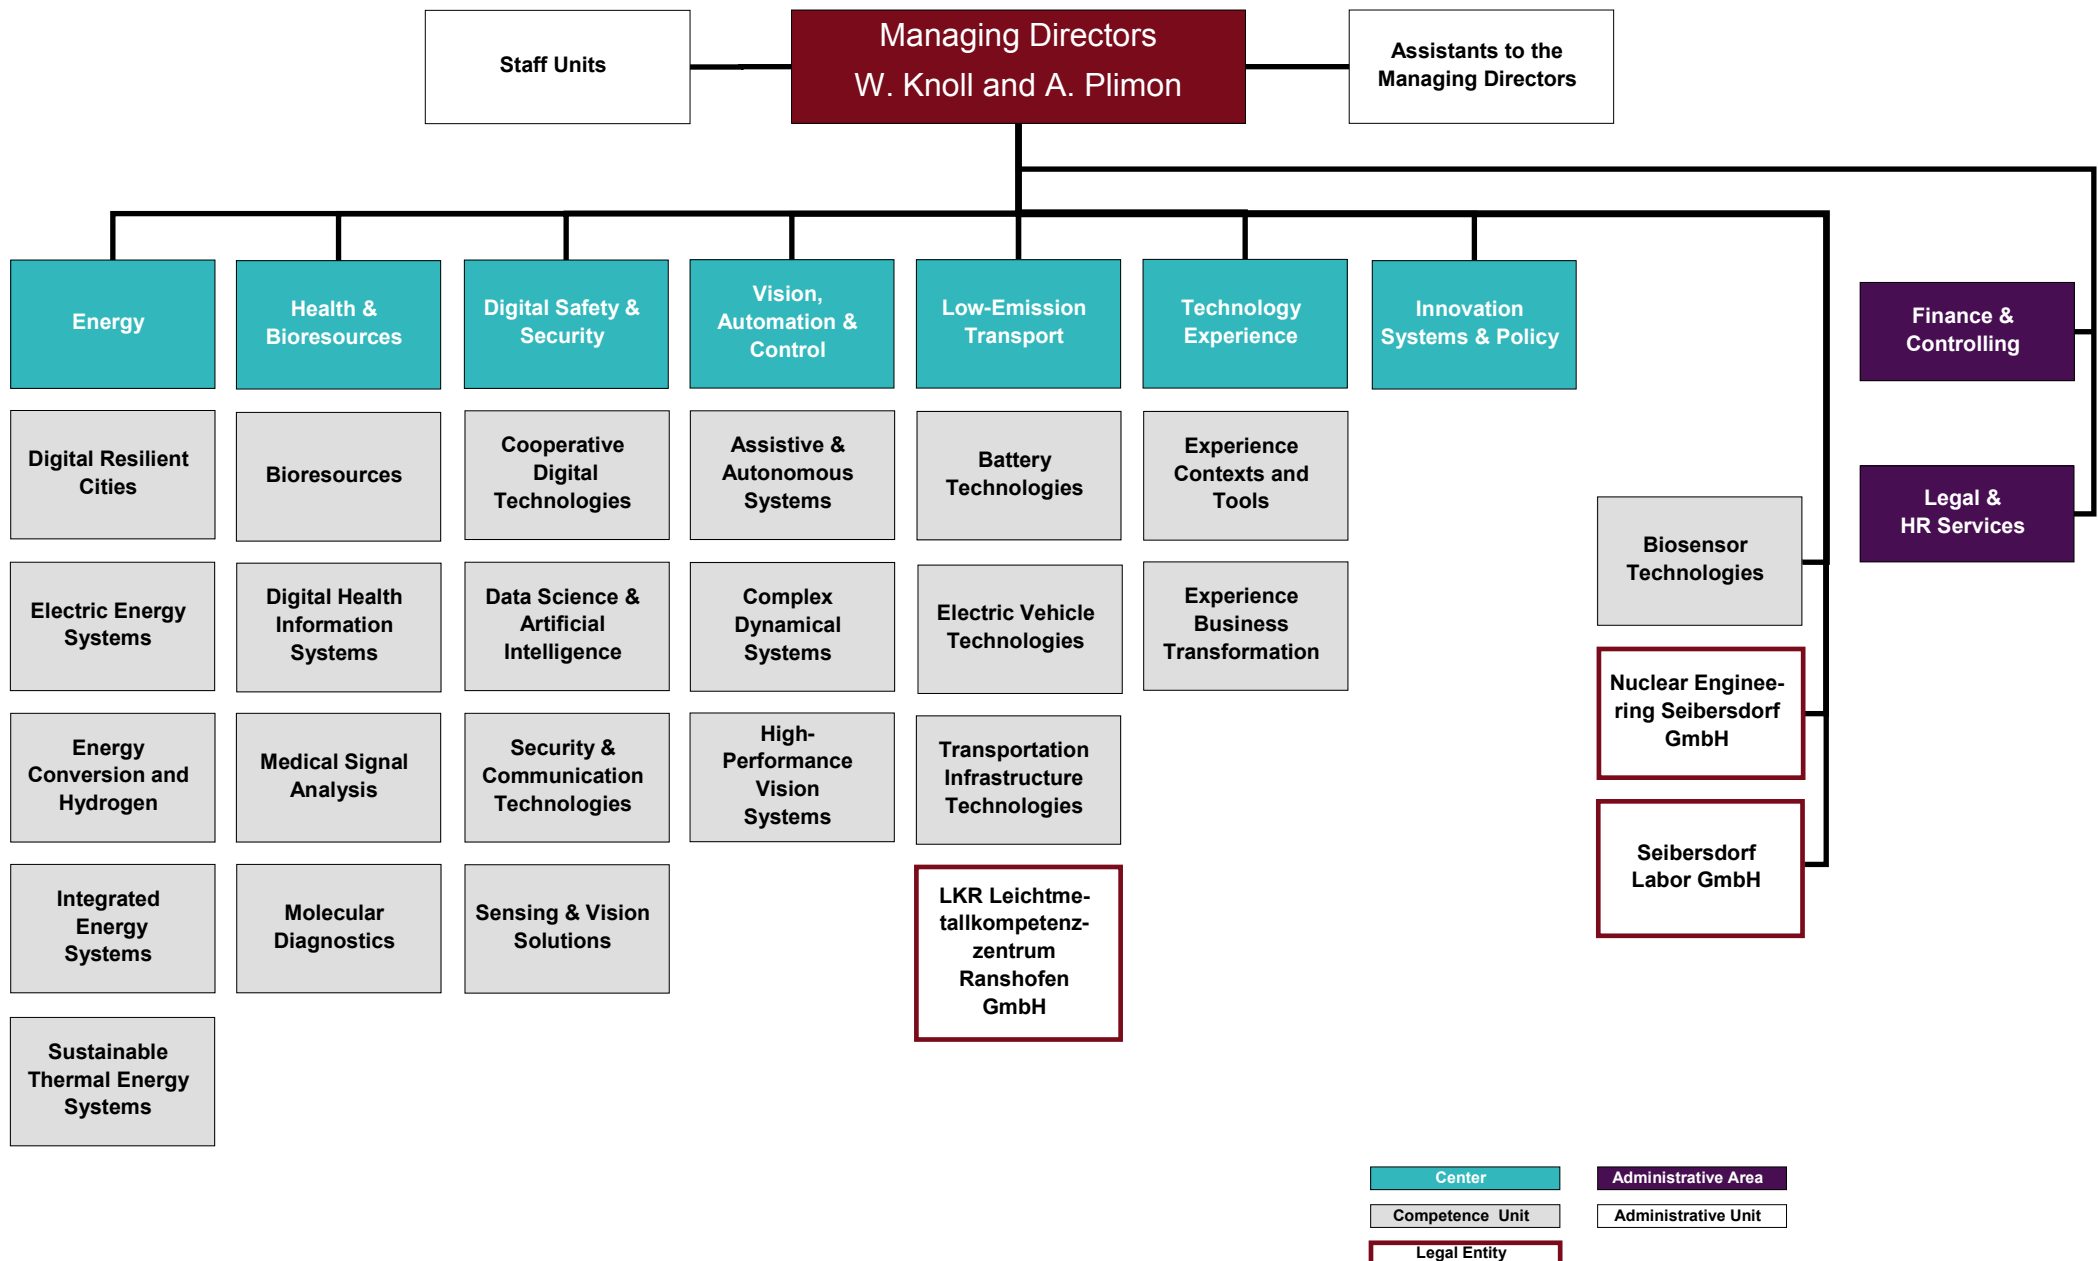 Staff Units
Managing Directors
W. Knoll and A. Plimon
Assistants to the
Managing Directors
Energy
Health &
Bioresources
Digital Safety &
Security
Vision,
Automation &
Control
Low-Emission
Transport
Technology
Experience
Innovation
Systems & Policy
Finance &
Controlling
Legal &
HR Services
Digital Resilient
Cities
Electric Energy
Systems
Energy
Conversion and
Hydrogen
Integrated
Energy
Systems
Sustainable
Thermal Energy
Systems
Bioresources
Digital Health
Information
Systems
Medical Signal
Analysis
Molecular
Diagnostics
Cooperative
Digital
Technologies
Data Science &
Artificial
Intelligence
Security &
Communication
Technologies
Sensing & Vision
Solutions
Assistive &
Autonomous
Systems
Complex
Dynamical
Systems
High-
Performance
Vision
Systems
Battery
Technologies
Electric Vehicle
Technologies
Transportation
Infrastructure
Technologies
LKR Leichtme-
tallkompetenz-
zentrum
Ranshofen
GmbH
Experience
Contexts and
Tools
Experience
Business
Transformation
Biosensor
Technologies
Nuclear Enginee-
ring Seibersdorf
GmbH
Seibersdorf
Labor GmbH
Center
Administrative Area
Competence Unit
Administrative Unit
Legal Entity